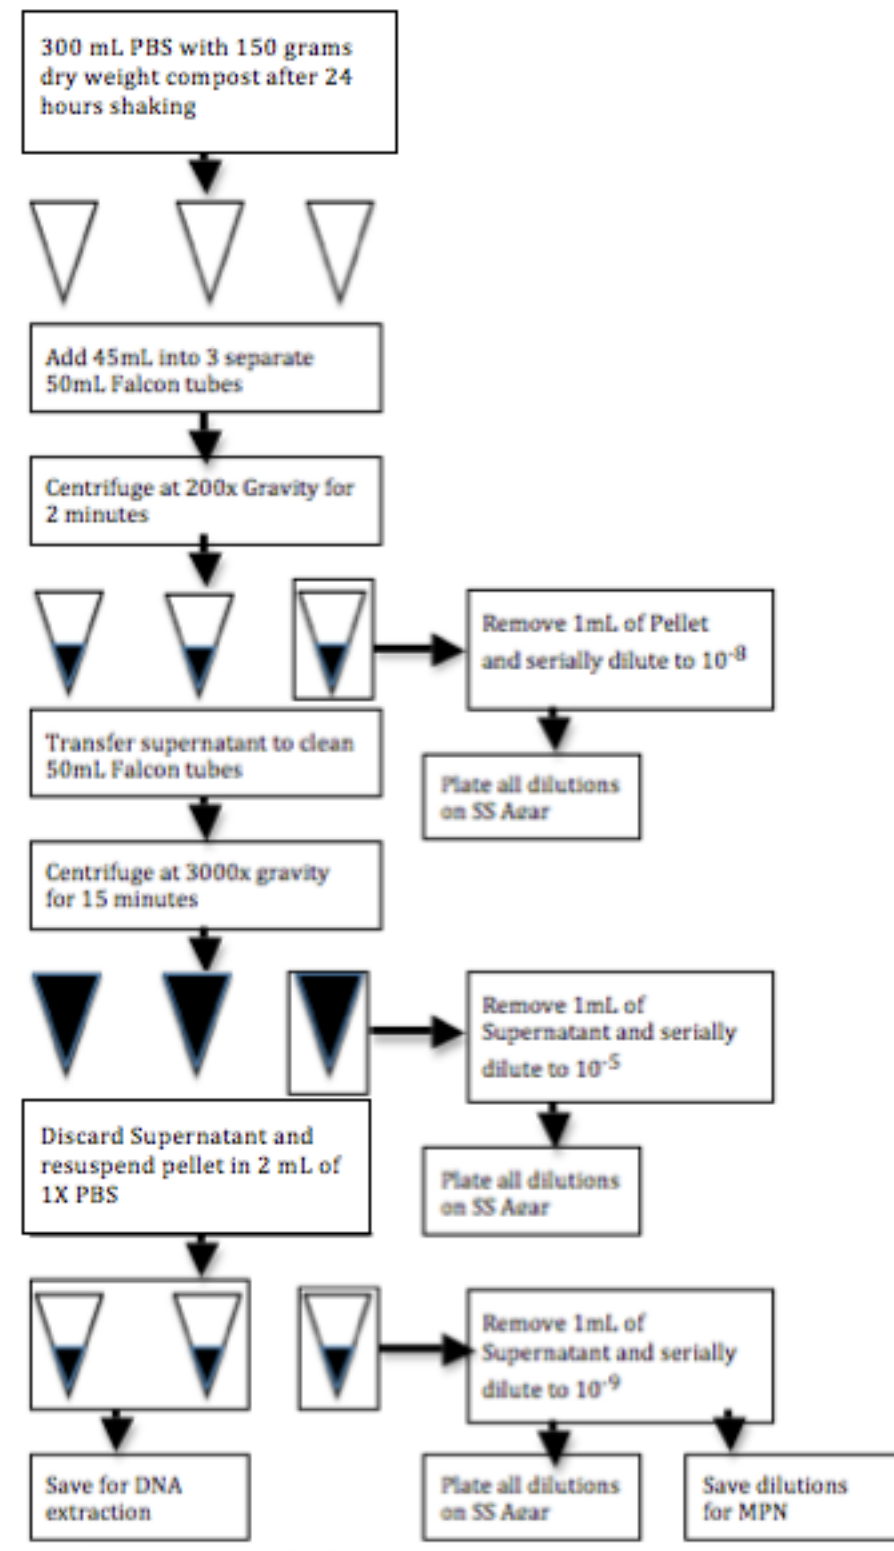 300 mL PBS with 150 grams
dry weight compost after 24
hours shaking
Add 45mL into 3 separate
50mL Falcon tubes
Centrifuge at 200x Gravity for
2 minutes
Remove 1mL of Pellet
and serially dilute to 10⁻⁸
Transfer supernatant to clean
50mL Falcon tubes
Plate all dilutions
on SS Agar
Centrifuge at 3000x gravity
for 15 minutes
Remove 1mL of
Supernatant and serially
dilute to 10⁻⁵
Discard Supernatant and
resuspend pellet in 2 mL of
1X PBS
Plate all dilutions
on SS Agar
Remove 1mL of
Supernatant and serially
dilute to 10⁻⁹
Save for DNA
extraction
Plate all dilutions
on SS Agar
Save dilutions
for MPN